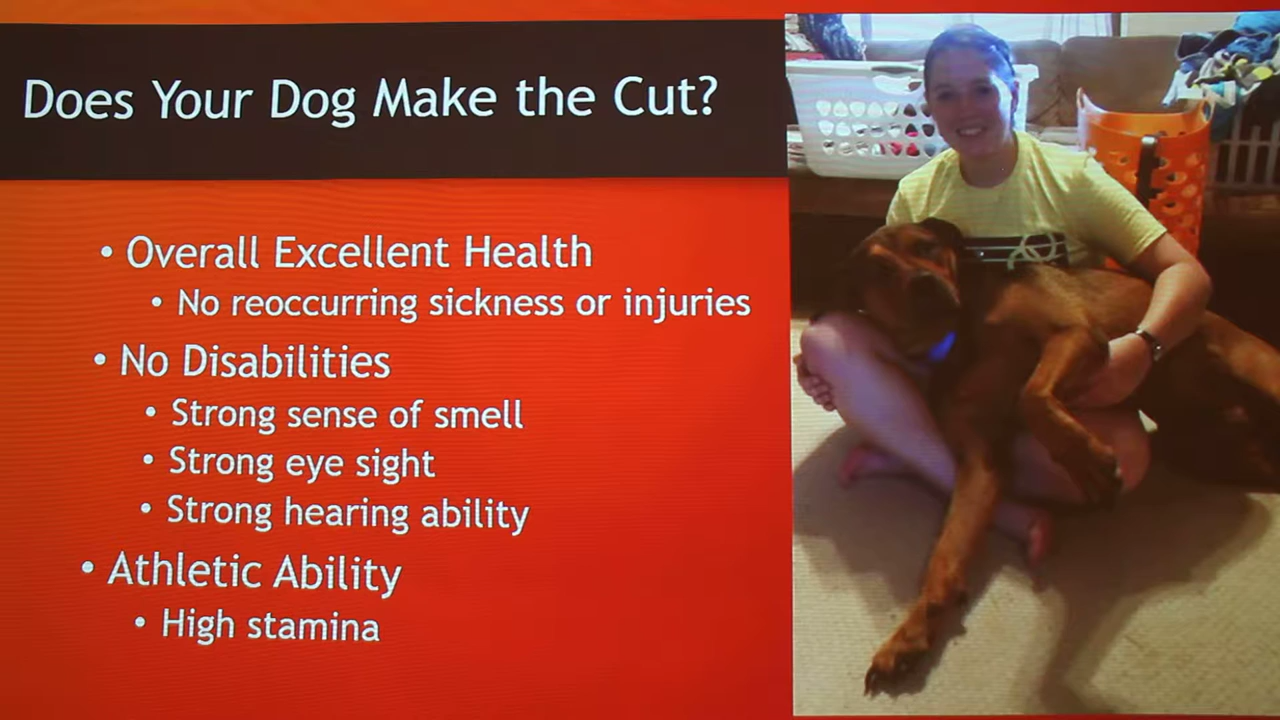 Does Your Dog Make the Cut?
• Overall Excellent Health
• No reoccurring sickness or injuries
• No Disabilities
• Strong sense of smell
• Strong eye sight
• Strong hearing ability
• Athletic Ability
• High stamina